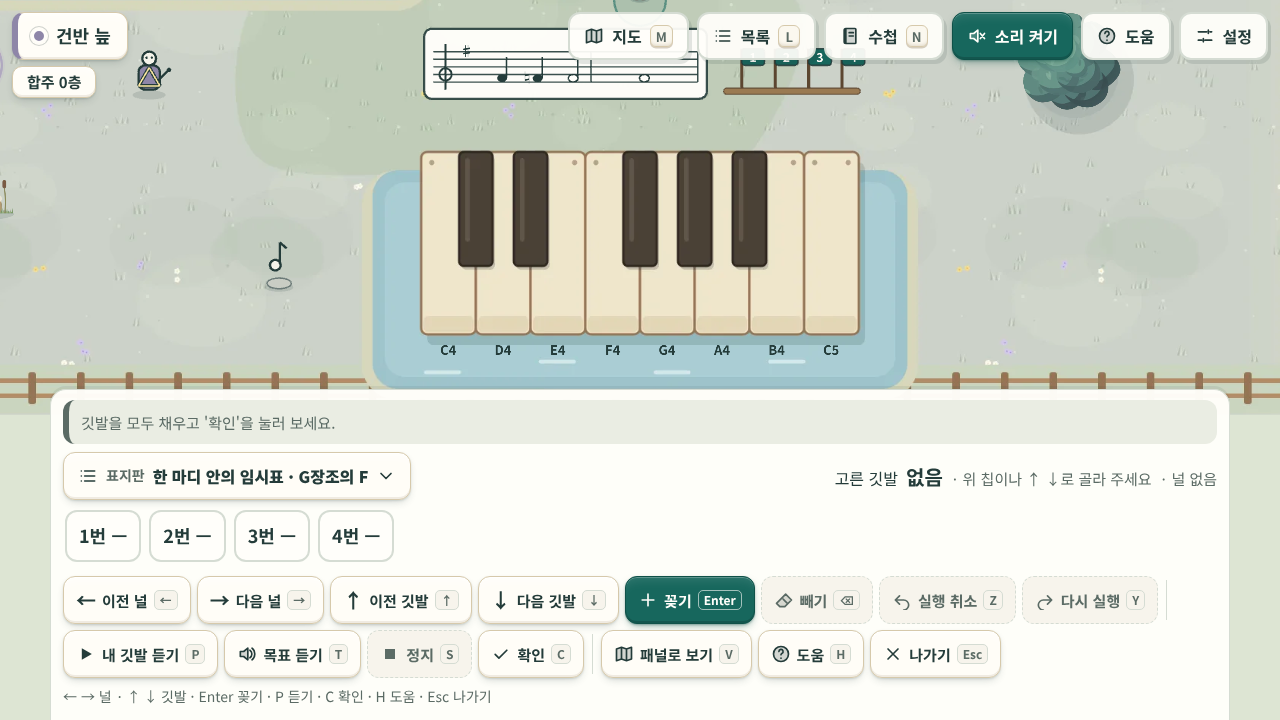 건반 늪
지도 M
목록 L
수첩 N
소리 켜기
도움
설정
합주 0층
1 2 3
C4 D4 E4 F4 G4 A4 B4 C5
깃발을 모두 채우고 '확인'을 눌러 보세요.
표지판 한 마디 안의 임시표 · G장조의 F
고른 깃발 없음 · 위 칩이나 ↑ ↓로 골라 주세요 · 널 없음
1번 — 2번 — 3번 — 4번 —
← 이전 널 ←
→ 다음 널 →
↑ 이전 깃발 ↑
↓ 다음 깃발 ↓
+ 꽂기 Enter
빼기 ⌫
실행 취소 Z
다시 실행 Y
내 깃발 듣기 P
목표 듣기 T
정지 S
확인 C
패널로 보기 V
도움 H
나가기 Esc
← → 널 · ↑ ↓ 깃발 · Enter 꽂기 · P 듣기 · C 확인 · H 도움 · Esc 나가기